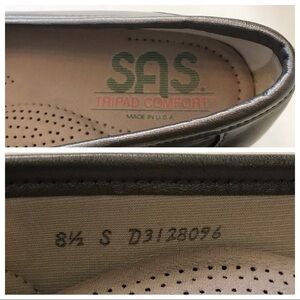 SAS.
TRIPAD COMFORT
MADE IN U.S.A
8½ S D3128096